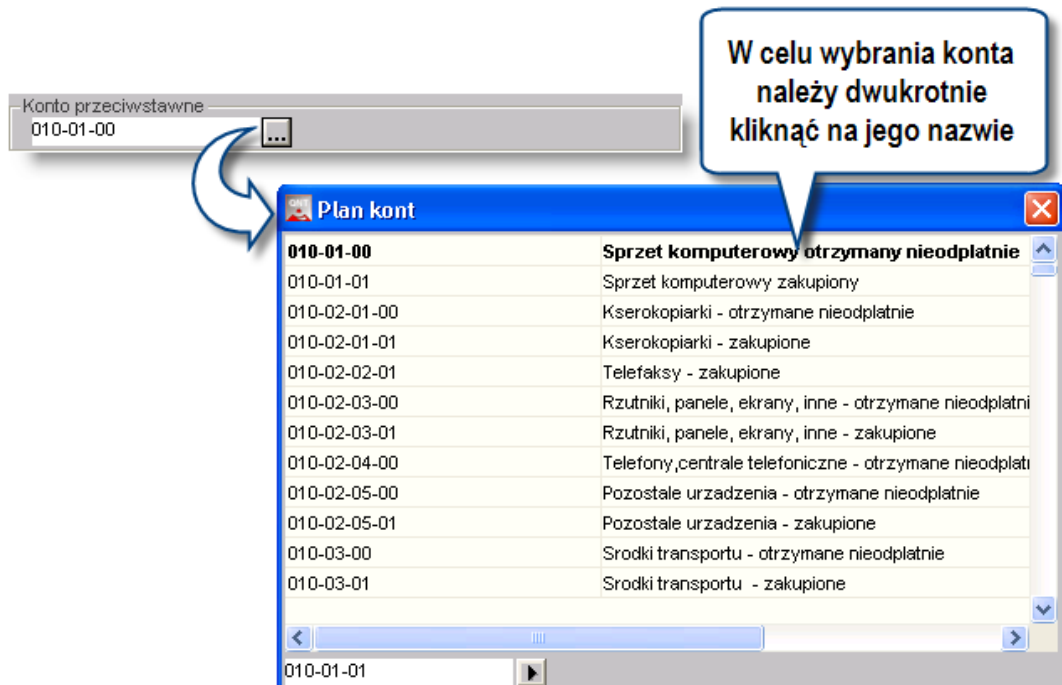 W celu wybrania konta
należy dwukrotnie
kliknąć na jego nazwie
Konto przeciwstawne
010-01-00 ...
QNT Plan kont
010-01-00 Sprzet komputerowy otrzymany nieodplatnie
010-01-01 Sprzet komputerowy zakupiony
010-02-01-00 Kserokopiarki - otrzymane nieodplatnie
010-02-01-01 Kserokopiarki - zakupione
010-02-02-01 Telefaksy - zakupione
010-02-03-00 Rzutniki, panele, ekrany, inne - otrzymane nieodplatni
010-02-03-01 Rzutniki, panele, ekrany, inne - zakupione
010-02-04-00 Telefony,centrale telefoniczne - otrzymane nieodplati
010-02-05-00 Pozostale urzadzenia - otrzymane nieodplatnie
010-02-05-01 Pozostale urzadzenia - zakupione
010-03-00 Srodki transportu - otrzymane nieodplatnie
010-03-01 Srodki transportu - zakupione
010-01-01